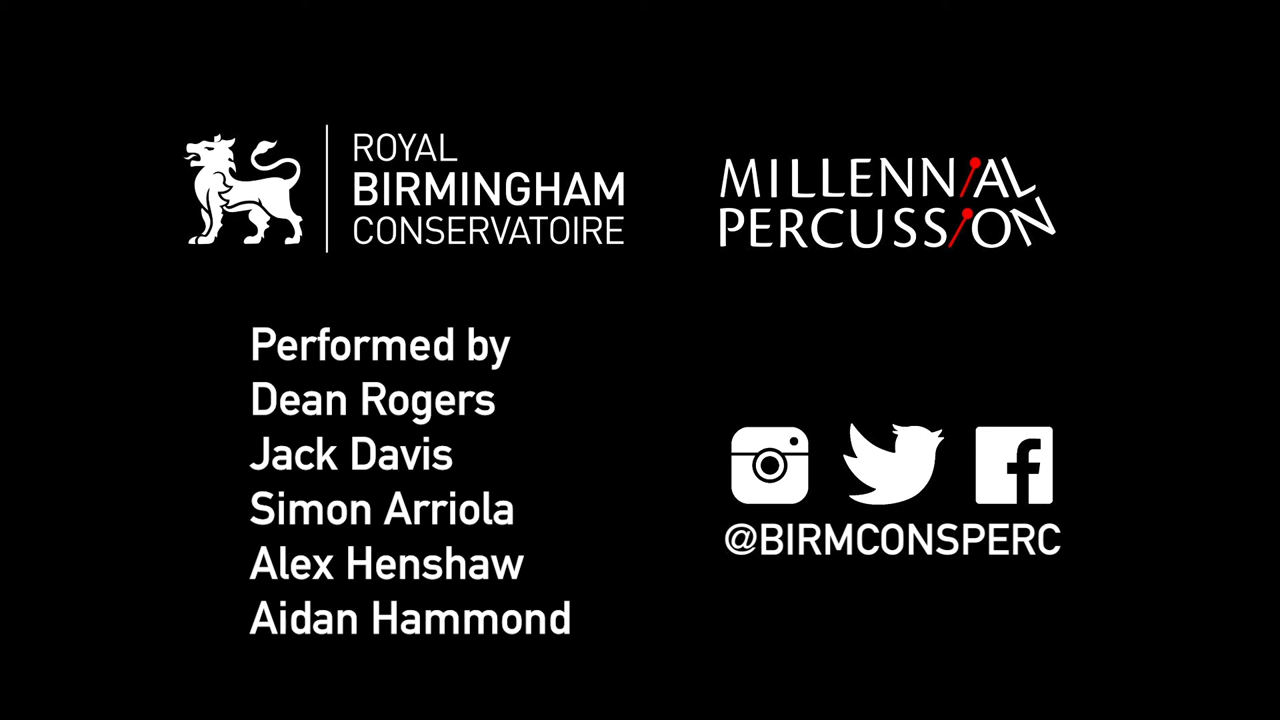 ROYAL
BIRMINGHAM
CONSERVATOIRE
MILLENNIAL
PERCUSSION
Performed by
Dean Rogers
Jack Davis
Simon Arriola
Alex Henshaw
Aidan Hammond
@BIRMCONSPERC